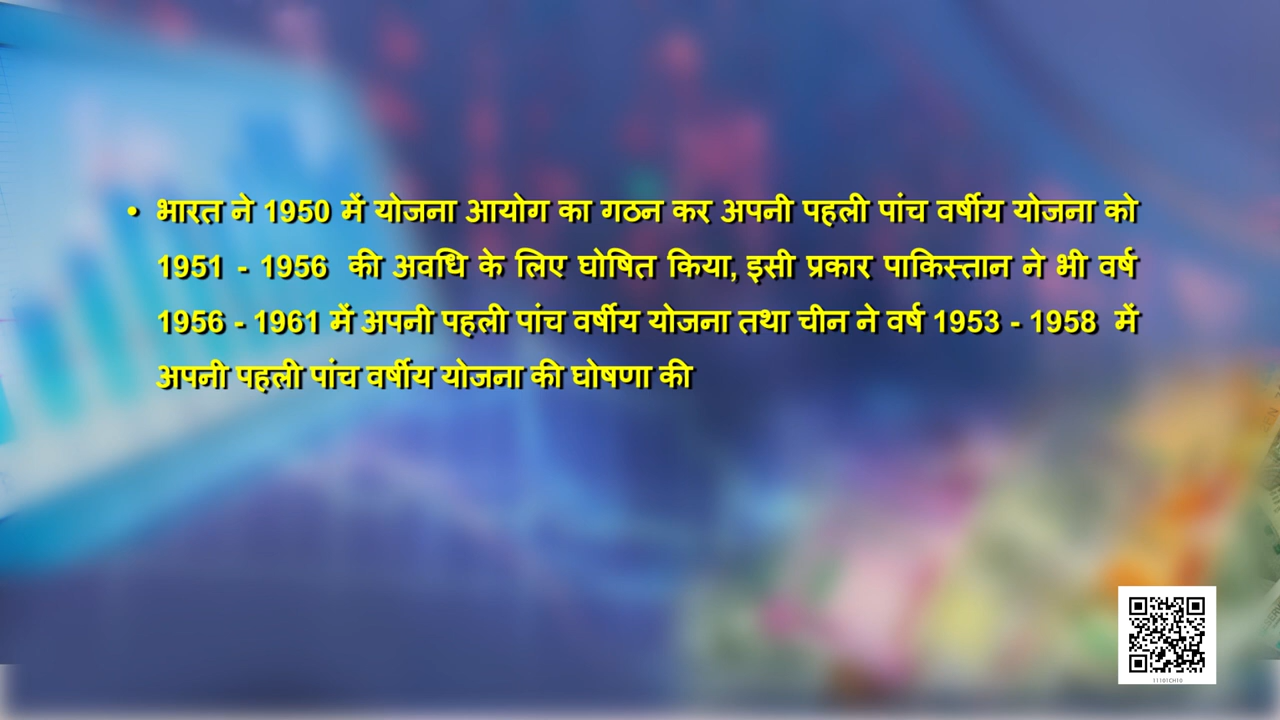 • भारत ने 1950 में योजना आयोग का गठन कर अपनी पहली पांच वर्षीय योजना को
1951 - 1956 की अवधि के लिए घोषित किया, इसी प्रकार पाकिस्तान ने भी वर्ष
1956 - 1961 में अपनी पहली पांच वर्षीय योजना तथा चीन ने वर्ष 1953 - 1958 में
अपनी पहली पांच वर्षीय योजना की घोषणा की
11101CH10